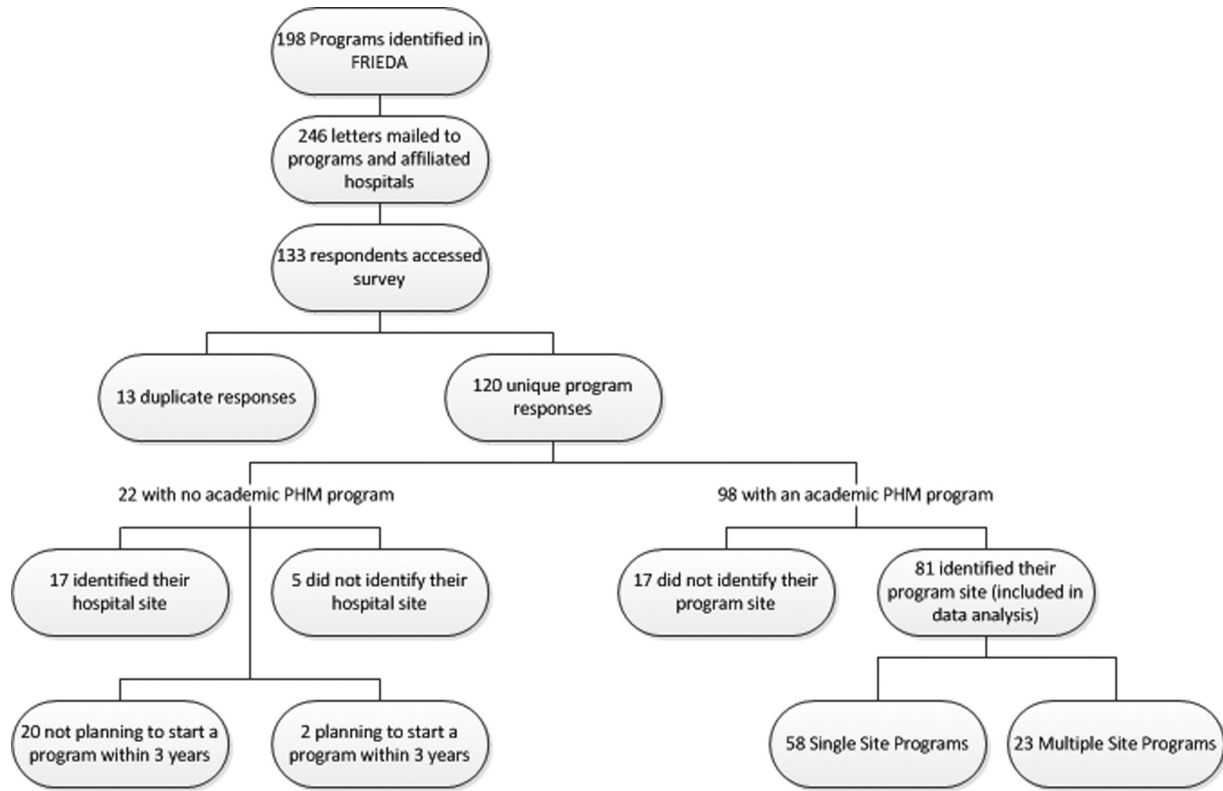 198 Programs identified in
FRIEDA
246 letters mailed to
programs and affiliated
hospitals
133 respondents accessed
survey
13 duplicate responses
120 unique program
responses
22 with no academic PHM program
98 with an academic PHM program
17 identified their
hospital site
5 did not identify their
hospital site
17 did not identify their
program site
81 identified their
program site (included in
data analysis)
20 not planning to start a
program within 3 years
2 planning to start a
program within 3 years
58 Single Site Programs
23 Multiple Site Programs